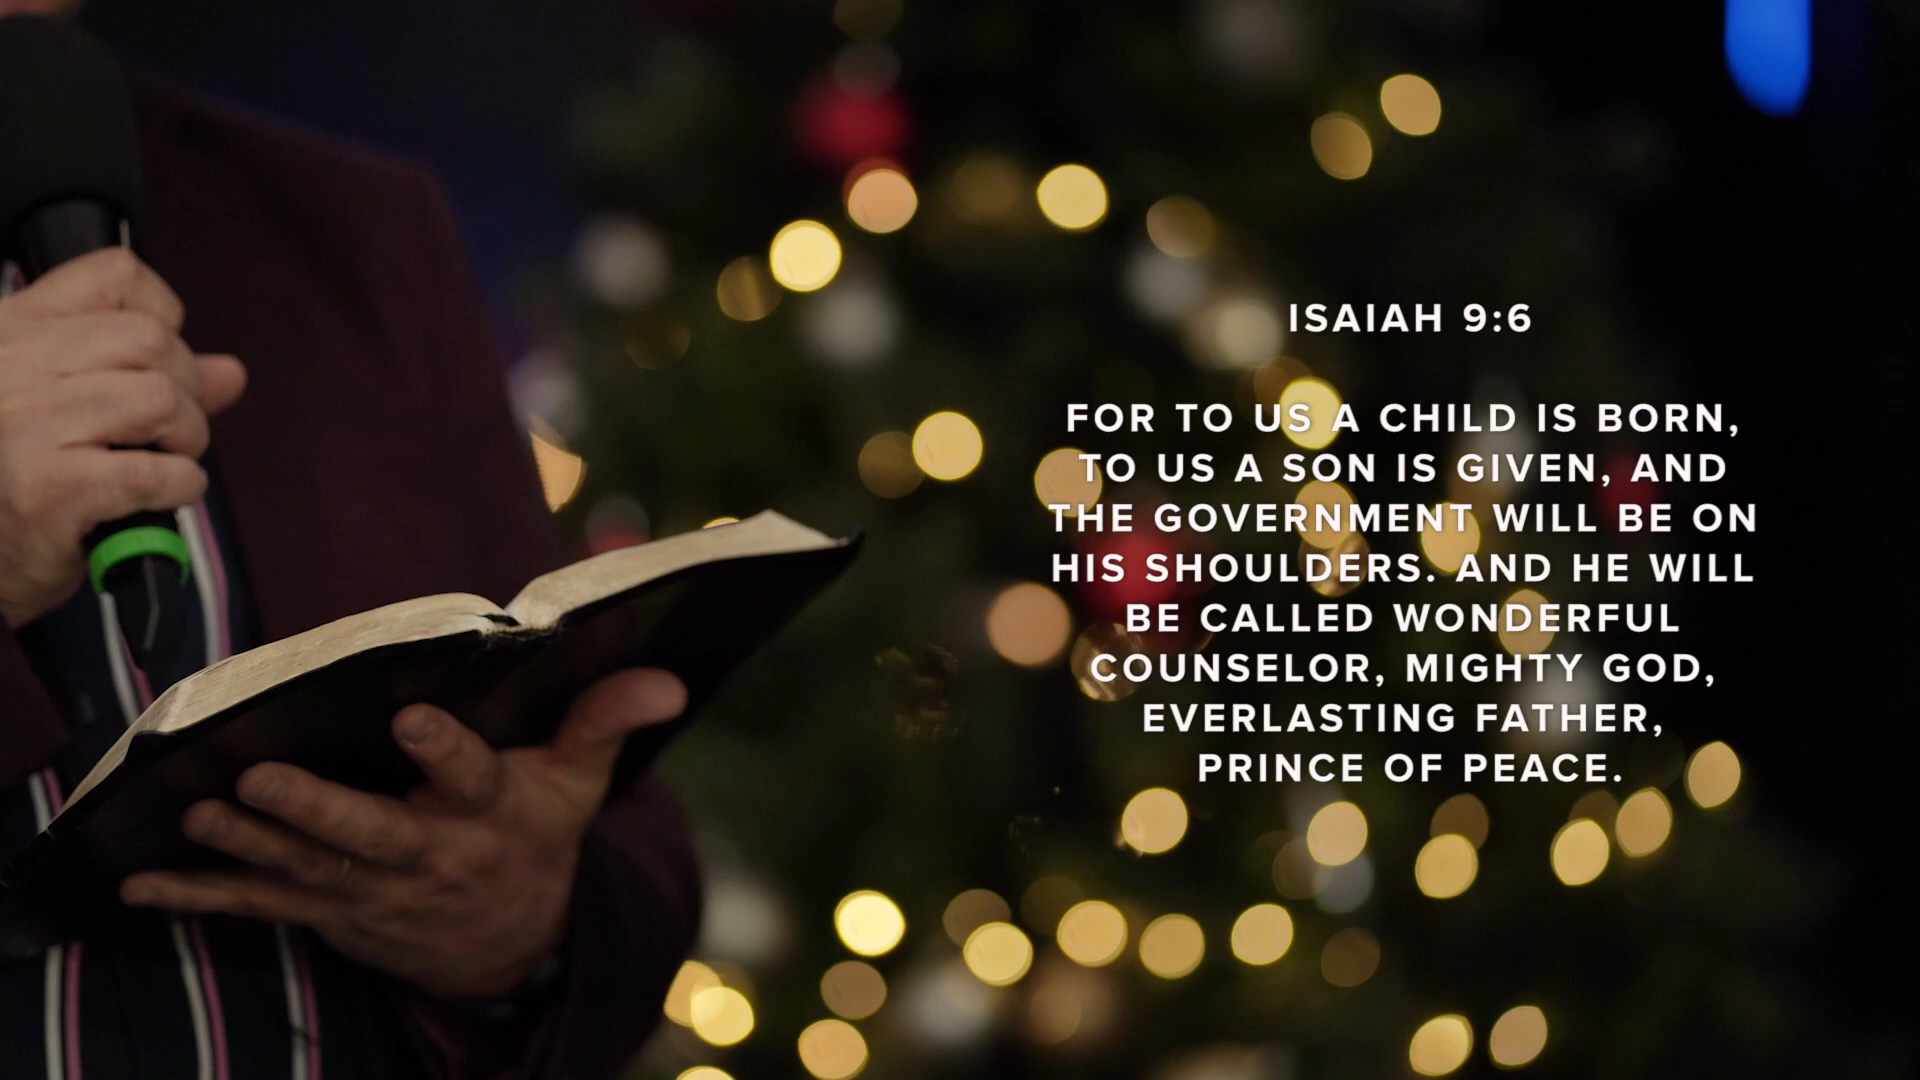 ISAIAH 9:6
FOR TO US A CHILD IS BORN,
TO US A SON IS GIVEN, AND
THE GOVERNMENT WILL BE ON
HIS SHOULDERS. AND HE WILL
BE CALLED WONDERFUL
COUNSELOR, MIGHTY GOD,
EVERLASTING FATHER,
PRINCE OF PEACE.